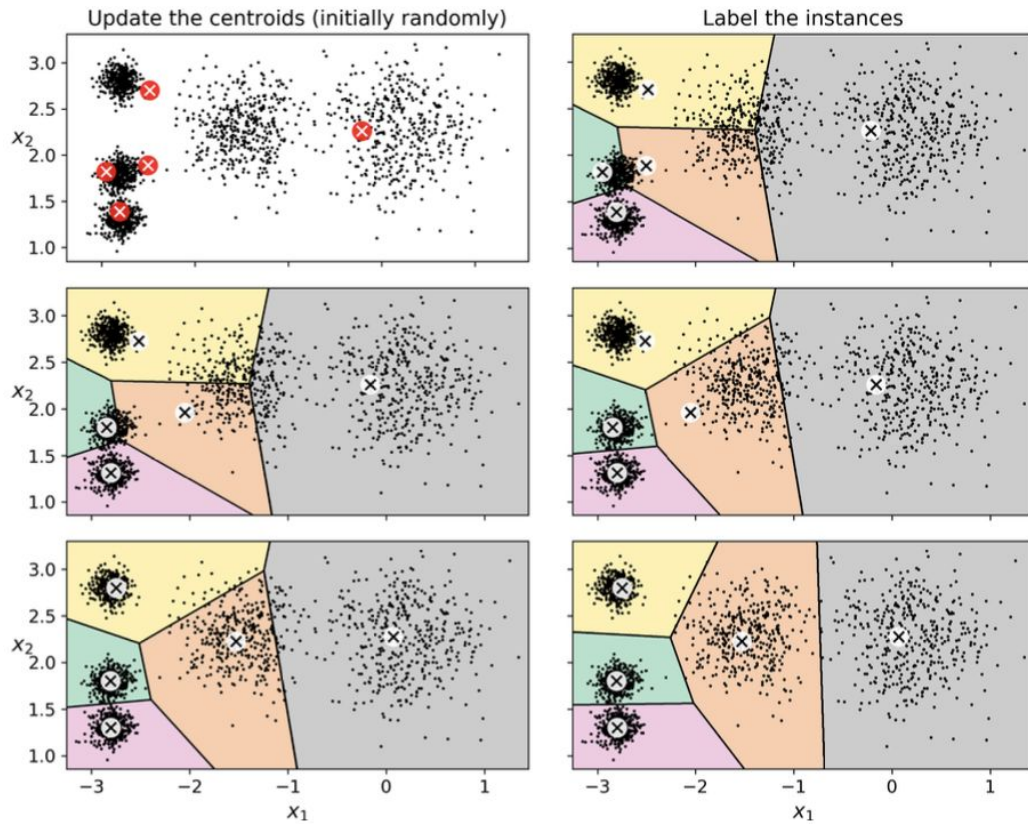 Update the centroids (initially randomly)
Label the instances
3.0
2.5
x₂
2.0
1.5
1.0
3.0
2.5
x₂
2.0
1.5
1.0
3.0
2.5
x₂
2.0
1.5
1.0
−3 −2 −1 0 1
−3 −2 −1 0 1
x₁
x₁